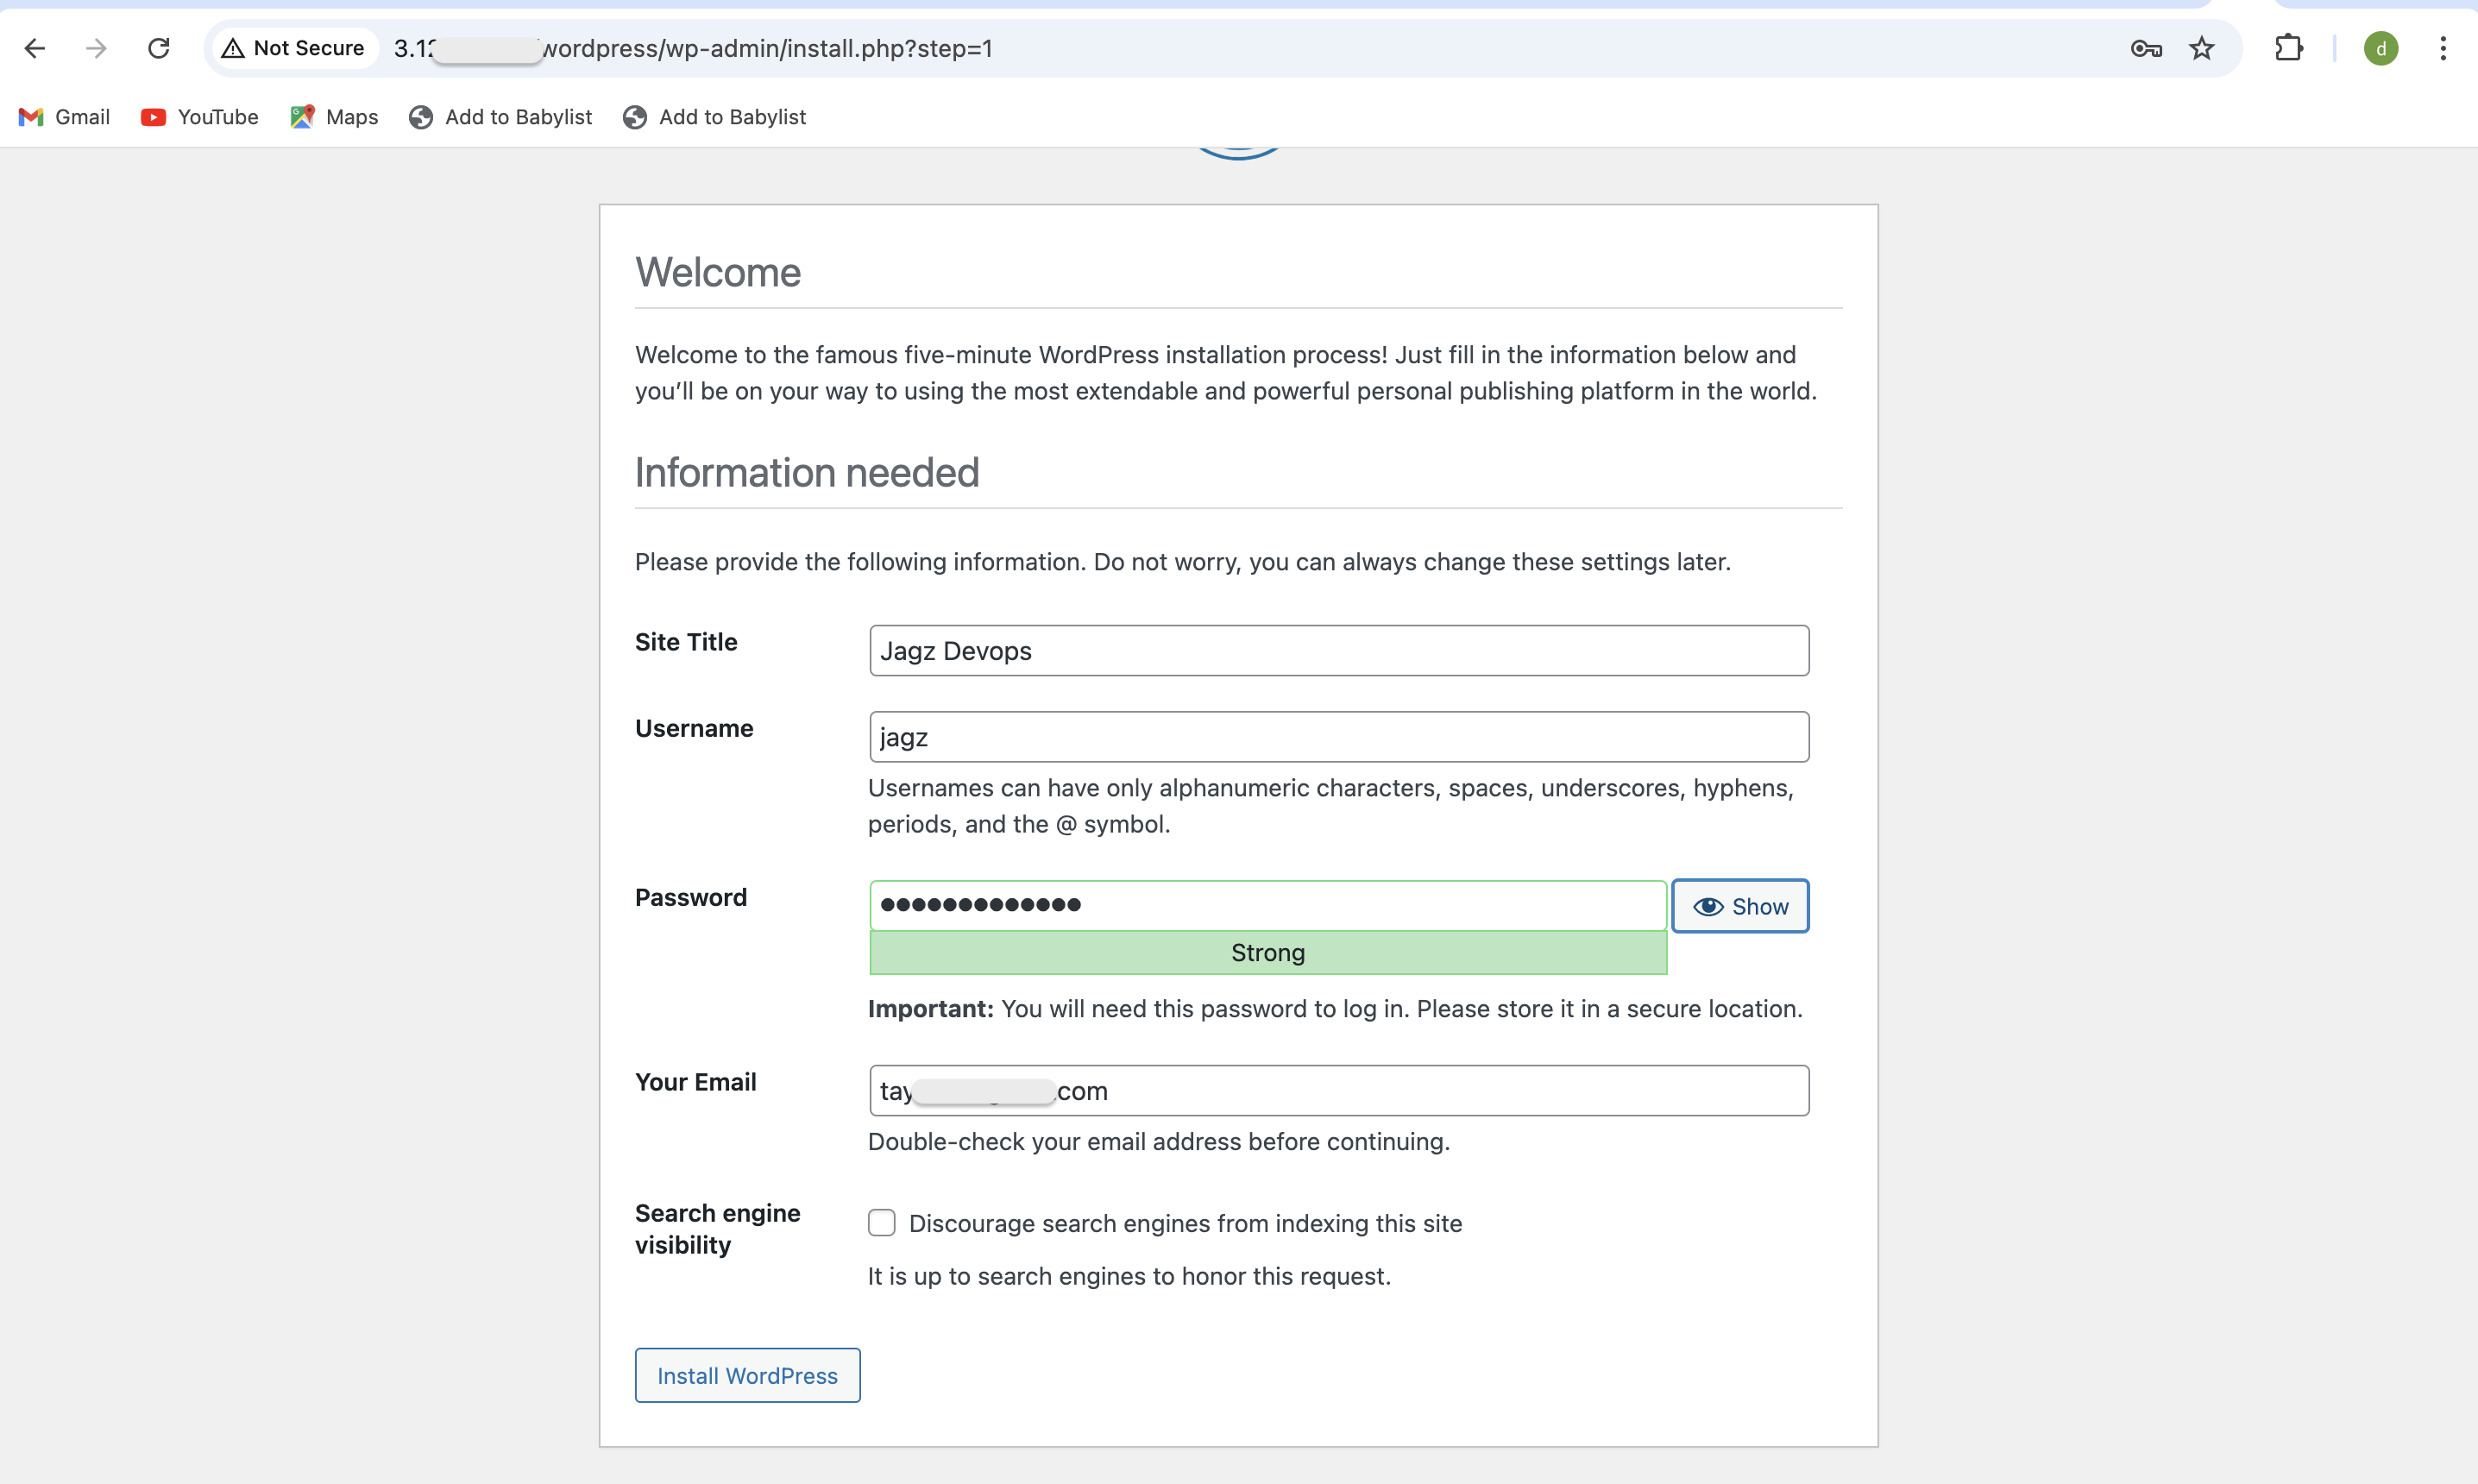 Not Secure 3.12 wordpress/wp-admin/install.php?step=1 d
Gmail YouTube Maps Add to Babylist Add to Babylist
Welcome
Welcome to the famous five-minute WordPress installation process! Just fill in the information below and
you’ll be on your way to using the most extendable and powerful personal publishing platform in the world.
Information needed
Please provide the following information. Do not worry, you can always change these settings later.
Site Title Jagz Devops
Username jagz
Usernames can have only alphanumeric characters, spaces, underscores, hyphens,
periods, and the @ symbol.
Password Show
Strong
Important: You will need this password to log in. Please store it in a secure location.
Your Email tay com
Double-check your email address before continuing.
Search engine
visibility
Discourage search engines from indexing this site
It is up to search engines to honor this request.
Install WordPress